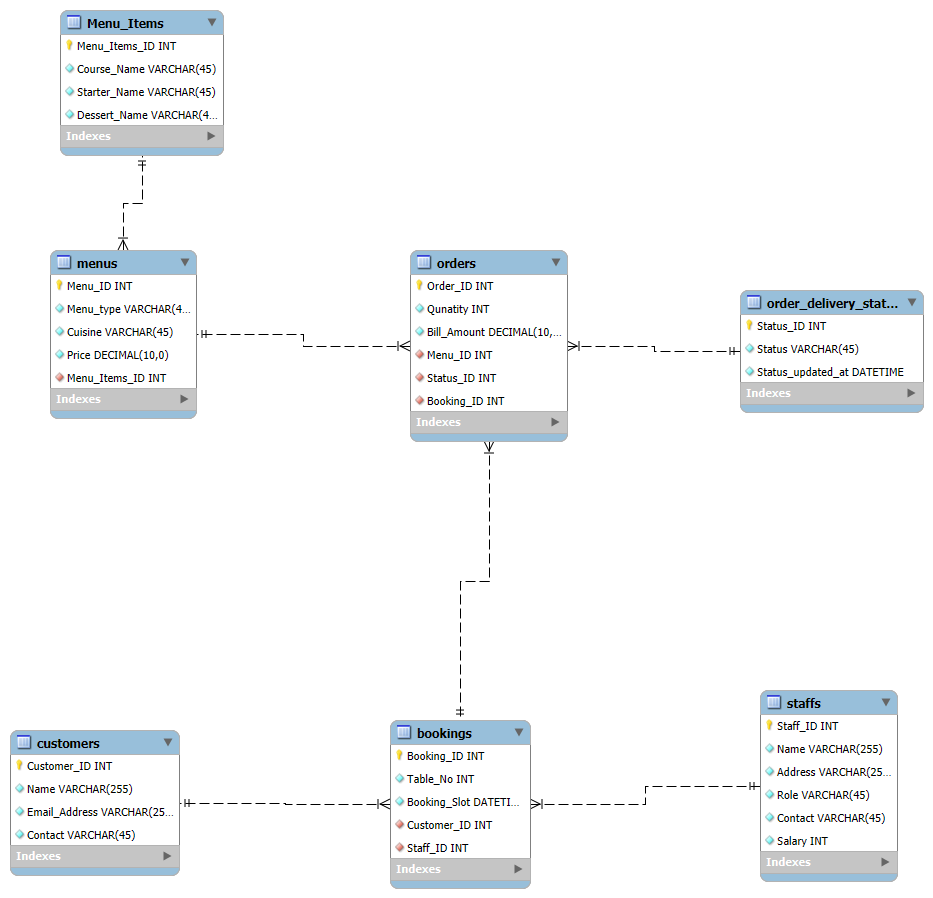 Menu_Items
Menu_Items_ID INT
Course_Name VARCHAR(45)
Starter_Name VARCHAR(45)
Dessert_Name VARCHAR(4...
Indexes
menus
Menu_ID INT
Menu_type VARCHAR(4...
Cuisine VARCHAR(45)
Price DECIMAL(10,0)
Menu_Items_ID INT
Indexes
orders
Order_ID INT
Qunatity INT
Bill_Amount DECIMAL(10,...
Menu_ID INT
Status_ID INT
Booking_ID INT
Indexes
order_delivery_stat...
Status_ID INT
Status VARCHAR(45)
Status_updated_at DATETIME
Indexes
customers
Customer_ID INT
Name VARCHAR(255)
Email_Address VARCHAR(25...
Contact VARCHAR(45)
Indexes
bookings
Booking_ID INT
Table_No INT
Booking_Slot DATETI...
Customer_ID INT
Staff_ID INT
Indexes
staffs
Staff_ID INT
Name VARCHAR(255)
Address VARCHAR(25...
Role VARCHAR(45)
Contact VARCHAR(45)
Salary INT
Indexes